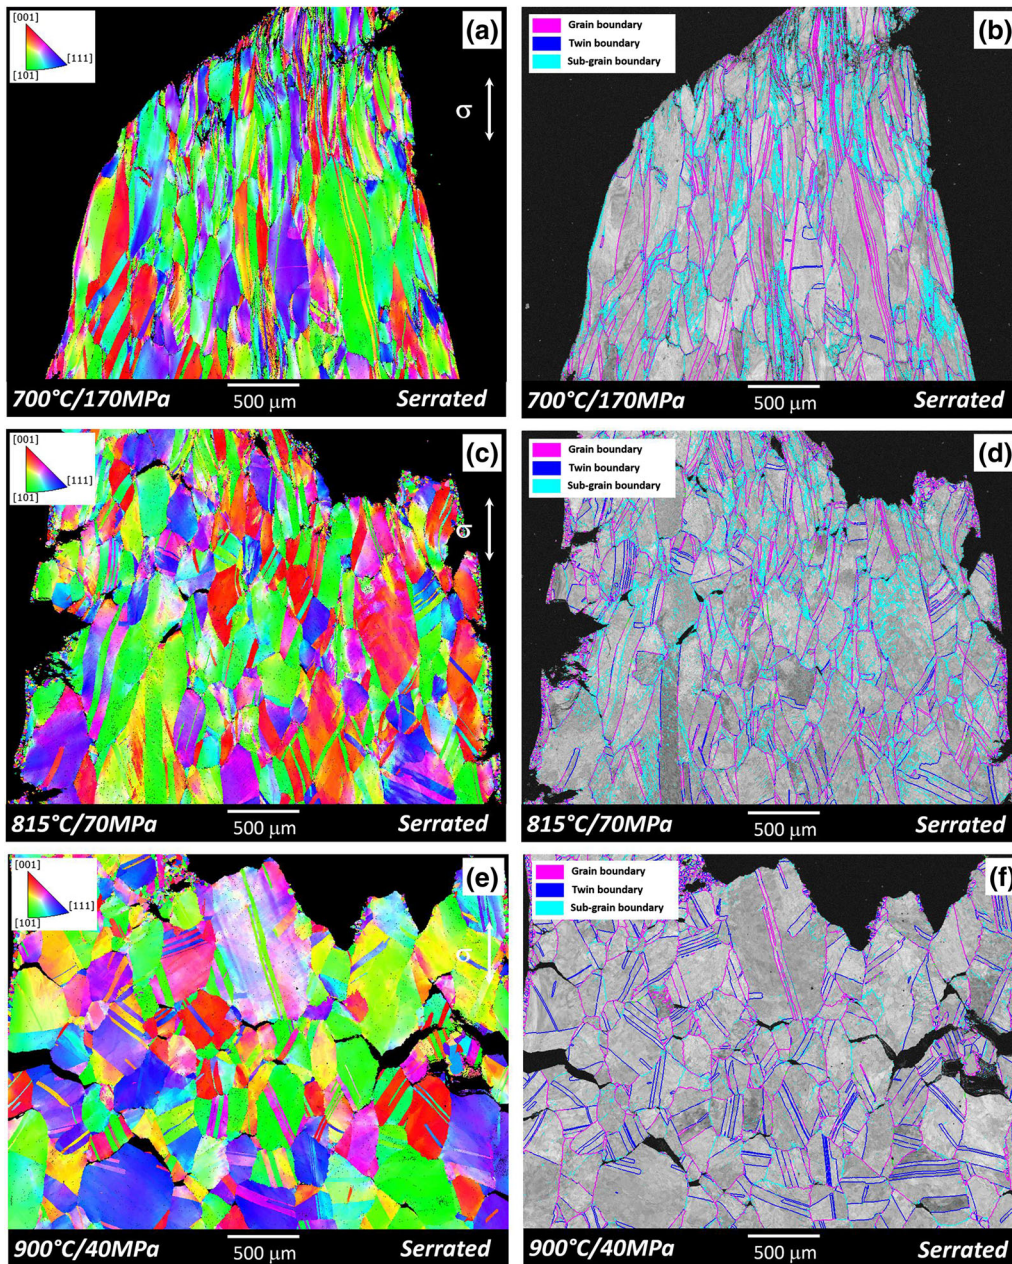 [001]
[111]
[101]
(a)
σ
700°C/170MPa
500 µm
Serrated
Grain boundary
Twin boundary
Sub-grain boundary
(b)
700°C/170MPa
500 µm
Serrated
[001]
[111]
[101]
(c)
σ
815°C/70MPa
500 µm
Serrated
Grain boundary
Twin boundary
Sub-grain boundary
(d)
815°C/70MPa
500 µm
Serrated
[001]
[111]
[101]
(e)
σ
900°C/40MPa
500 µm
Serrated
Grain boundary
Twin boundary
Sub-grain boundary
(f)
900°C/40MPa
500 µm
Serrated